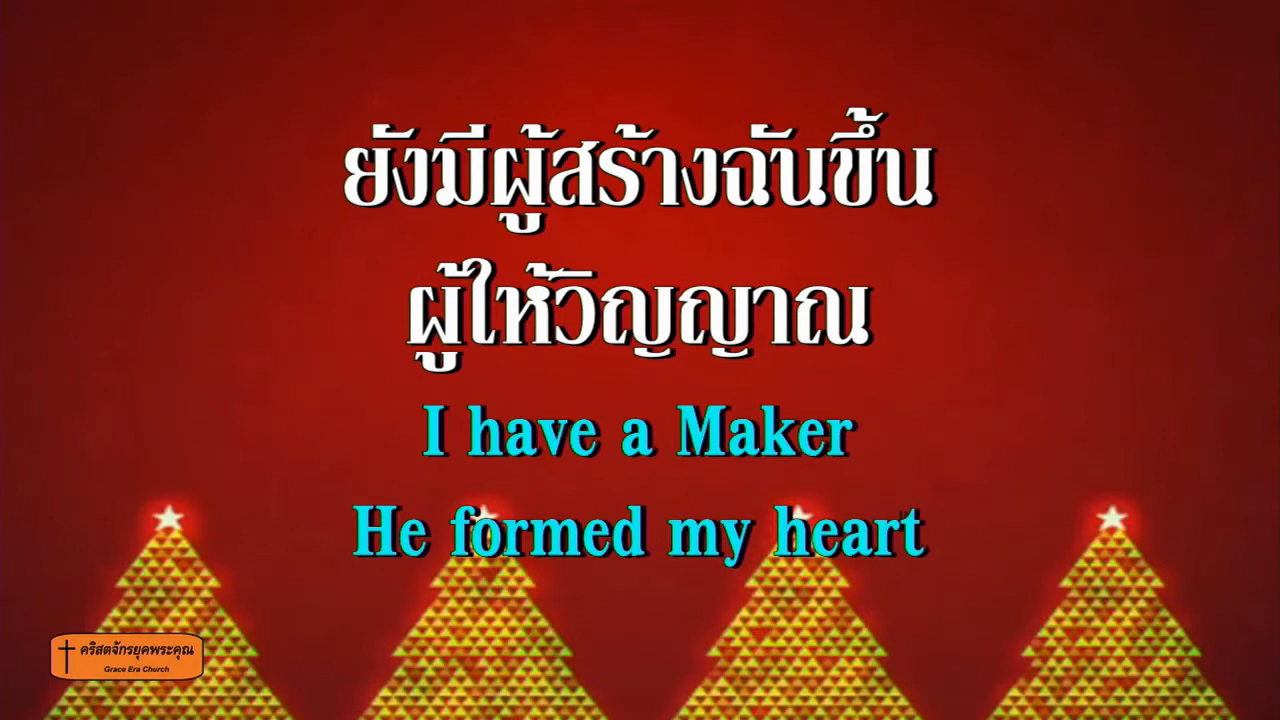 ยังมีผู้สร้างฉันขึ้น
ผู้ให้วิญญาณ
I have a Maker
He formed my heart
คริสตจักรยุคพระคุณ
Grace Era Church